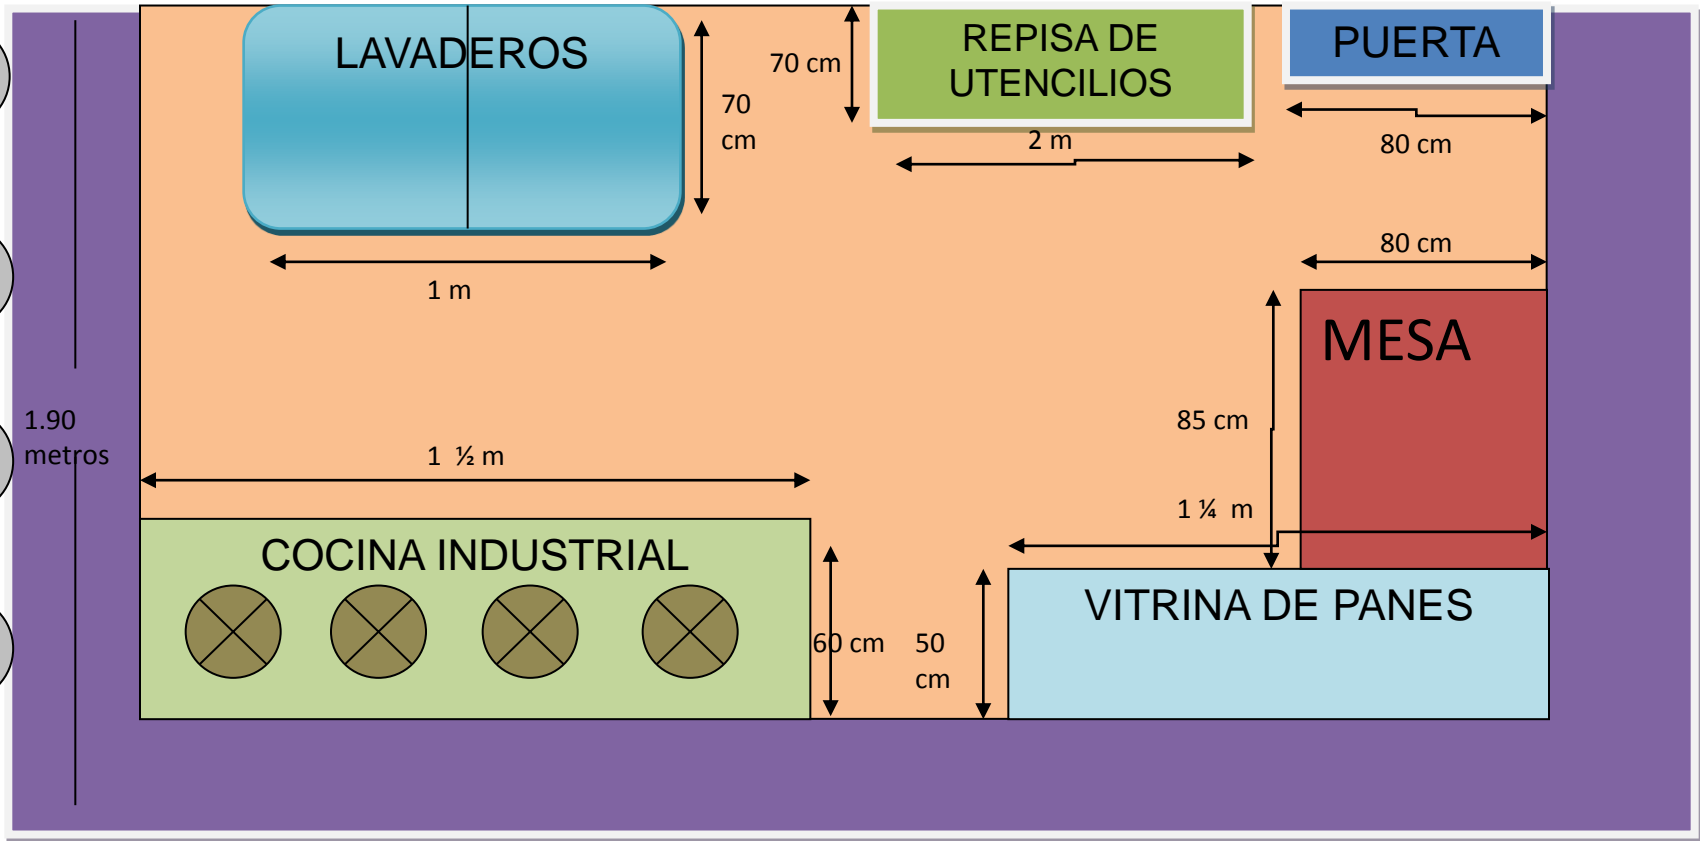 LAVADEROS
70
cm
1 m
70 cm
REPISA DE
UTENCILIOS
2 m
PUERTA
80 cm
80 cm
MESA
85 cm
1.90
metros
1 ½ m
1 ¼ m
COCINA INDUSTRIAL
60 cm
50
cm
VITRINA DE PANES